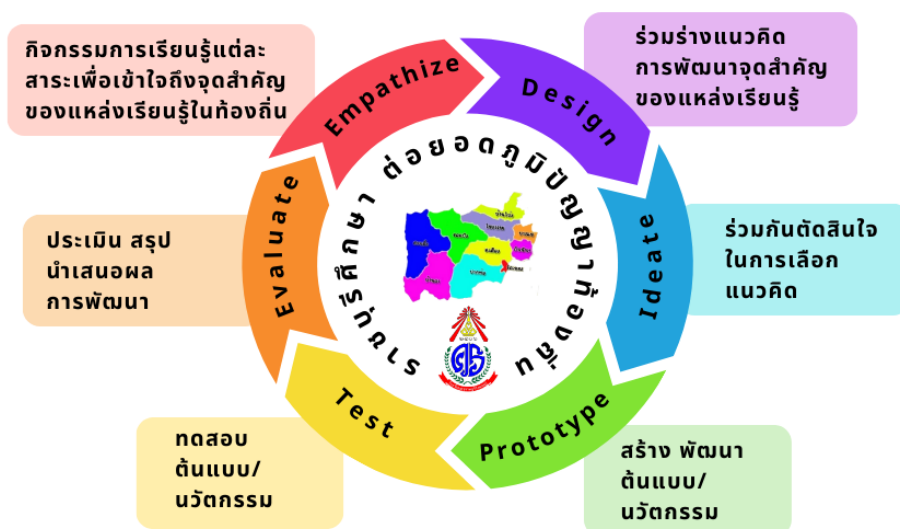 กิจกรรมการเรียนรู้แต่ละ
สาระเพื่อเข้าใจถึงจุดสำคัญ
ของแหล่งเรียนรู้ในท้องถิ่น
Empathize
Design
ร่วมร่างแนวคิด
การพัฒนาจุดสำคัญ
ของแหล่งเรียนรู้
Ideate
ร่วมกันตัดสินใจ
ในการเลือก
แนวคิด
Prototype
สร้าง พัฒนา
ต้นแบบ/
นวัตกรรม
Test
ทดสอบ
ต้นแบบ/
นวัตกรรม
Evaluate
ประเมิน สรุป
นำเสนอผล
การพัฒนา
ราชบุรีศึกษา ต่อยอดภูมิปัญญาท้องถิ่น